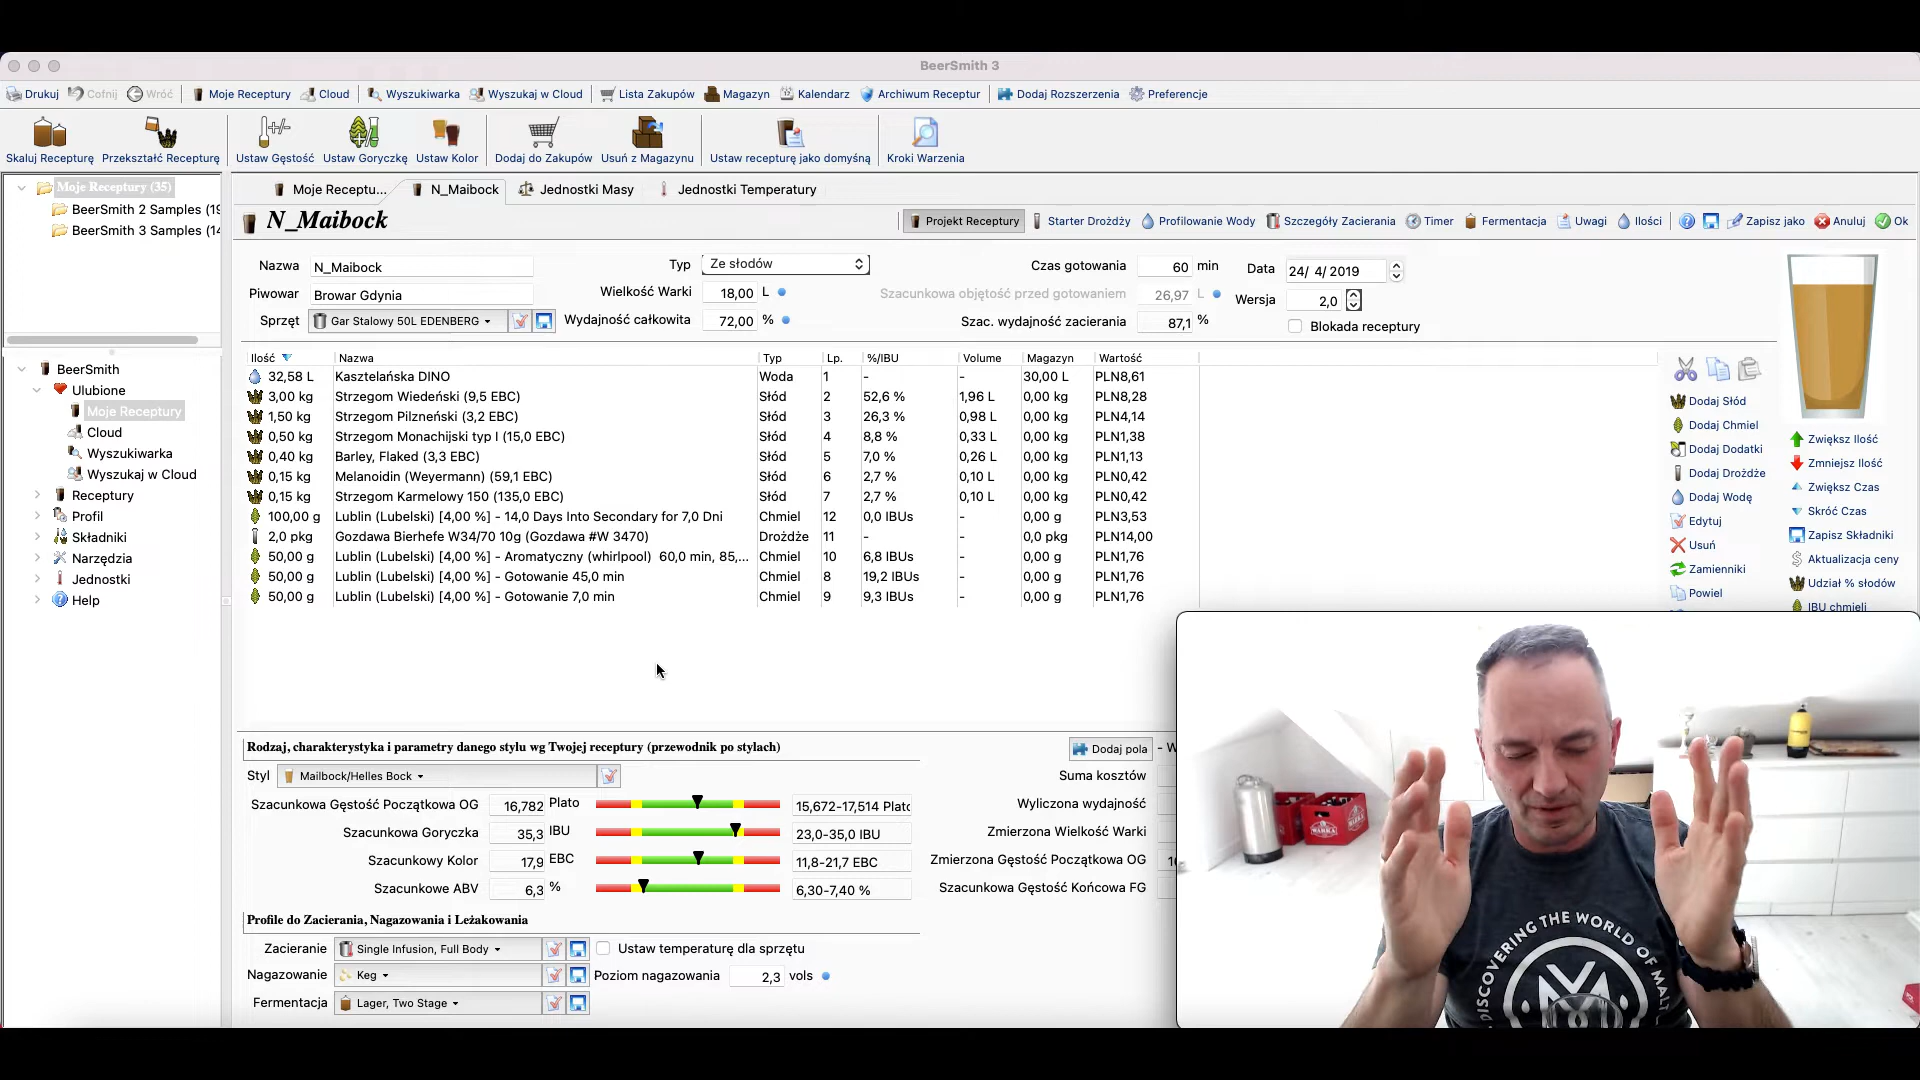 BeerSmith 3
Drukuj Cofnij Wróć Moje Receptury Cloud Wyszukiwarka Wyszukaj w Cloud Lista Zakupów Magazyn Kalendarz Archiwum Receptur Dodaj Rozszerzenia Preferencje
Skaluj Recepturę Przekształć Recepturę Ustaw Gęstość Ustaw Goryczkę Ustaw Kolor Dodaj do Zakupów Usuń z Magazynu Ustaw recepturę jako domyślną Kroki Warzenia
Moje Receptury (35)
BeerSmith 2 Samples (19
BeerSmith 3 Samples (14
BeerSmith
Ulubione
Moje Receptury
Cloud
Wyszukiwarka
Wyszukaj w Cloud
Receptury
Profil
Składniki
Narzędzia
Jednostki
Help
Moje Receptu... N_Maibock Jednostki Masy Jednostki Temperatury
N_Maibock Projekt Receptury Starter Drożdży Profilowanie Wody Szczegóły Zacierania Timer Fermentacja Uwagi Ilości Zapisz jako Anuluj Ok
Nazwa N_Maibock Typ Ze słodów Czas gotowania 60 min Data 24/ 4/2019
Piwowar Browar Gdynia Wielkość Warki 18,00 L Szacunkowa objętość przed gotowaniem 26,97 L Wersja 2,0
Sprzęt Gar Stalowy 50L EDENBERG Wydajność całkowita 72,00 % Szac. wydajność zacierania 87,1 % Blokada receptury
Ilość Nazwa Typ Lp. %/IBU Volume Magazyn Wartość
32,58 L Kasztelańska DINO Woda 1 - - 30,00 L PLN8,61
3,00 kg Strzegom Wiedeński (9,5 EBC) Słód 2 52,6 % 1,96 L 0,00 kg PLN8,28
1,50 kg Strzegom Pilzneński (3,2 EBC) Słód 3 26,3 % 0,98 L 0,00 kg PLN4,14
0,50 kg Strzegom Monachijski typ I (15,0 EBC) Słód 4 8,8 % 0,33 L 0,00 kg PLN1,38
0,40 kg Barley, Flaked (3,3 EBC) Słód 5 7,0 % 0,26 L 0,00 kg PLN1,13
0,15 kg Melanoidin (Weyermann) (59,1 EBC) Słód 6 2,7 % 0,10 L 0,00 kg PLN0,42
0,15 kg Strzegom Karmelowy 150 (135,0 EBC) Słód 7 2,7 % 0,10 L 0,00 kg PLN0,42
100,00 g Lublin (Lubelski) [4,00 %] - 14,0 Days Into Secondary for 7,0 Dni Chmiel 12 0,0 IBUs - 0,00 g PLN3,53
2,0 pkg Gozdawa Bierhefe W34/70 10g (Gozdawa #W 3470) Drożdże 11 - - 0,0 pkg PLN14,00
50,00 g Lublin (Lubelski) [4,00 %] - Aromatyczny (whirlpool) 60,0 min, 85,... Chmiel 10 6,8 IBUs - 0,00 g PLN1,76
50,00 g Lublin (Lubelski) [4,00 %] - Gotowanie 45,0 min Chmiel 8 19,2 IBUs - 0,00 g PLN1,76
50,00 g Lublin (Lubelski) [4,00 %] - Gotowanie 7,0 min Chmiel 9 9,3 IBUs - 0,00 g PLN1,76
Dodaj Słód
Dodaj Chmiel
Dodaj Dodatki
Dodaj Drożdże
Dodaj Wodę
Edytuj
Usuń
Zamienniki
Powiel
Zwiększ Ilość
Zmniejsz Ilość
Zwiększ Czas
Skróć Czas
Zapisz Składniki
Aktualizacja ceny
Udział % słodów
IBU chmieli
Rodzaj, charakterystyka i parametry danego stylu wg Twojej receptury (przewodnik po stylach) Dodaj pola - W
Styl Mailbock/Helles Bock Suma kosztów
Szacunkowa Gęstość Początkowa OG 16,782 Plato 15,672-17,514 Plato Wyliczona wydajność
Szacunkowa Goryczka 35,3 IBU 23,0-35,0 IBU Zmierzona Wielkość Warki
Szacunkowy Kolor 17,9 EBC 11,8-21,7 EBC Zmierzona Gęstość Początkowa OG
Szacunkowe ABV 6,3 % 6,30-7,40 % Szacunkowa Gęstość Końcowa FG
Profile do Zacierania, Nagazowania i Leżakowania
Zacieranie Single Infusion, Full Body Ustaw temperaturę dla sprzętu
Nagazowanie Keg Poziom nagazowania 2,3 vols
Fermentacja Lager, Two Stage
WARKA
WARKA
DISCOVERING THE WORLD OF MALT